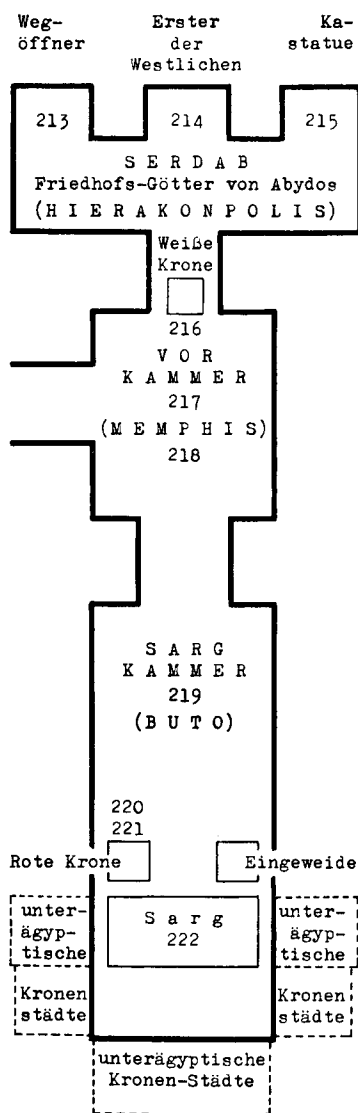 Weg- Erster Ka-
öffner der statue
Westlichen
213 214 215
S E R D A B
Friedhofs-Götter von Abydos
(H I E R A K O N P O L I S)
Weiße
Krone
216
V O R
K A M M E R
217
(M E M P H I S)
218
S A R G
K A M M E R
219
(B U T O)
220
221
Rote Krone Eingeweide
unter- S a r g unter-
ägyp- 222 ägyp-
tische tische
Kronen Kronen
städte städte
unterägyptische
Kronen-Städte